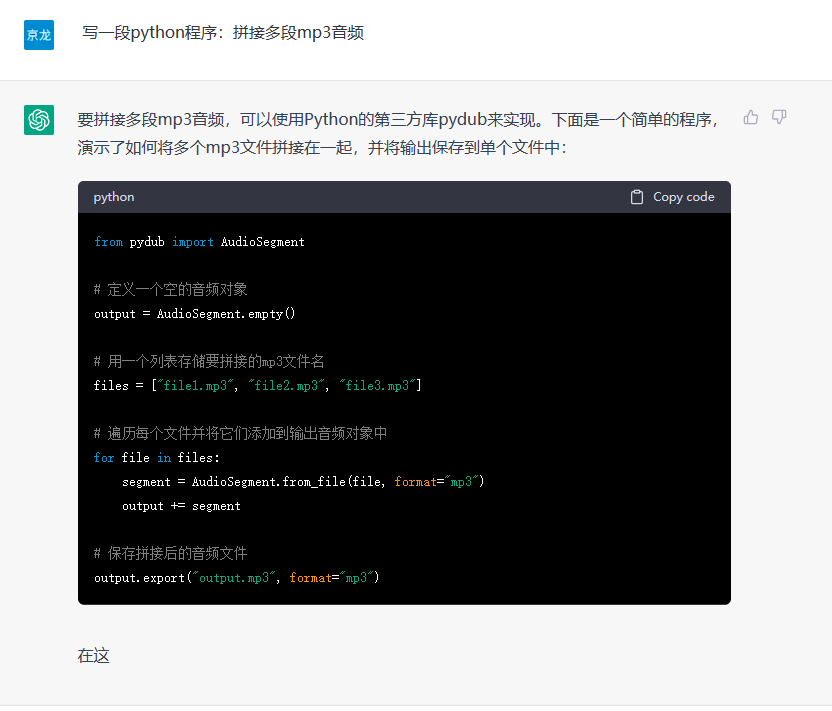 京龙
写一段python程序：拼接多段mp3音频
要拼接多段mp3音频，可以使用Python的第三方库pydub来实现。下面是一个简单的程序，
演示了如何将多个mp3文件拼接在一起，并将输出保存到单个文件中：
python Copy code
from pydub import AudioSegment
# 定义一个空的音频对象
output = AudioSegment.empty()
# 用一个列表存储要拼接的mp3文件名
files = ["file1.mp3", "file2.mp3", "file3.mp3"]
# 遍历每个文件并将它们添加到输出音频对象中
for file in files:
    segment = AudioSegment.from_file(file, format="mp3")
    output += segment
# 保存拼接后的音频文件
output.export("output.mp3", format="mp3")
在这